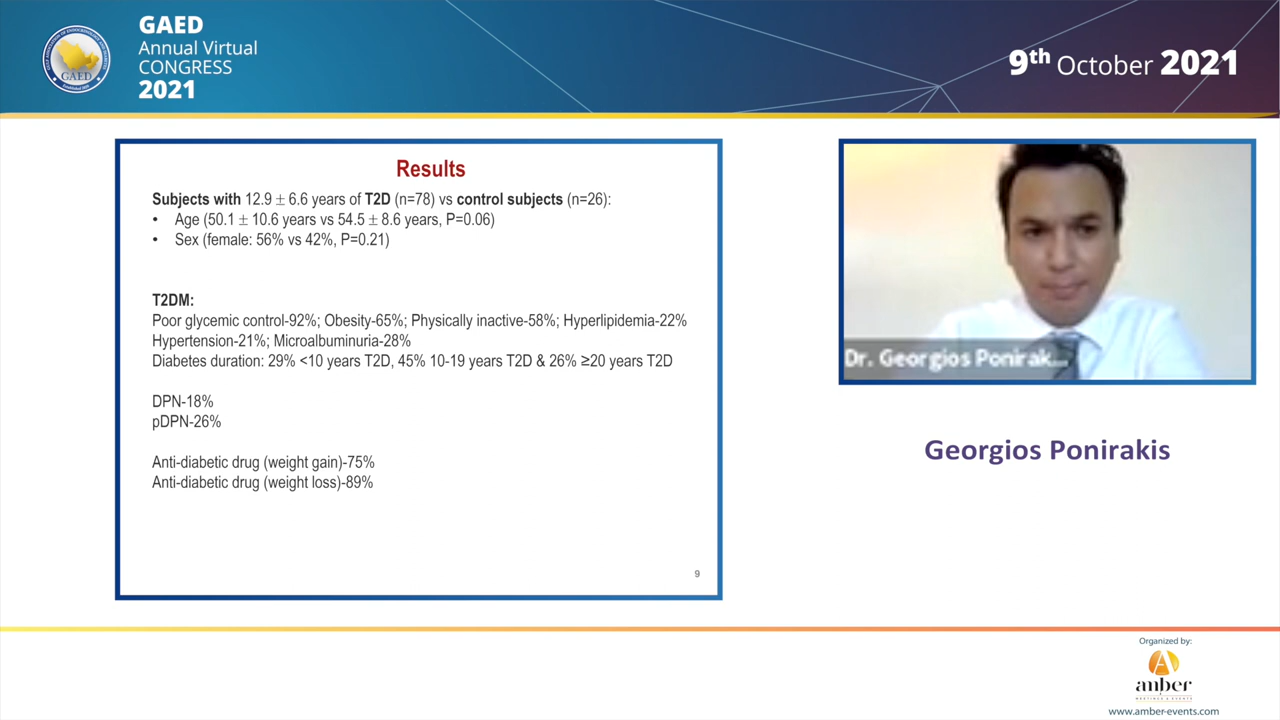 GAED
Annual Virtual
CONGRESS
2021
GAED
9th October 2021
Results
Subjects with 12.9 ± 6.6 years of T2D (n=78) vs control subjects (n=26):
• Age (50.1 ± 10.6 years vs 54.5 ± 8.6 years, P=0.06)
• Sex (female: 56% vs 42%, P=0.21)
T2DM:
Poor glycemic control-92%; Obesity-65%; Physically inactive-58%; Hyperlipidemia-22%
Hypertension-21%; Microalbuminuria-28%
Diabetes duration: 29% <10 years T2D, 45% 10-19 years T2D & 26% ≥20 years T2D
DPN-18%
pDPN-26%
Anti-diabetic drug (weight gain)-75%
Anti-diabetic drug (weight loss)-89%
9
Dr. Georgios Ponirak...
Georgios Ponirakis
Organized by:
anber
www.amber-events.com